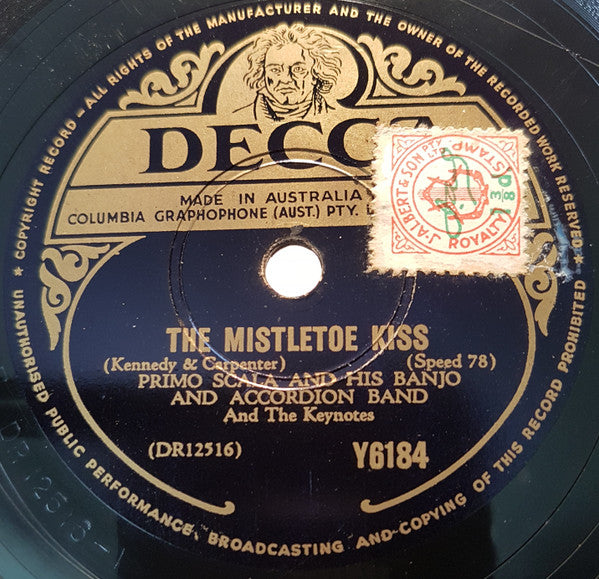 COPYRIGHT RECORD — ALL RIGHTS OF THE MANUFACTURER AND THE OWNER OF THE RECORDED WORK RESERVED ★
DECCA
MADE IN AUSTRALIA
COLUMBIA GRAPHOPHONE (AUST.) PTY.
J. ALBERT & SON PTY LTD
STAMP
ROYALTY
THE MISTLETOE KISS
(Kennedy & Carpenter) (Speed 78)
PRIMO SCALA AND HIS BANJO
AND ACCORDION BAND
And The Keynotes
(DR12516) Y6184
★ UNAUTHORISED PUBLIC PERFORMANCE, BROADCASTING AND COPYING OF THIS RECORD PROHIBITED
DR12516-1